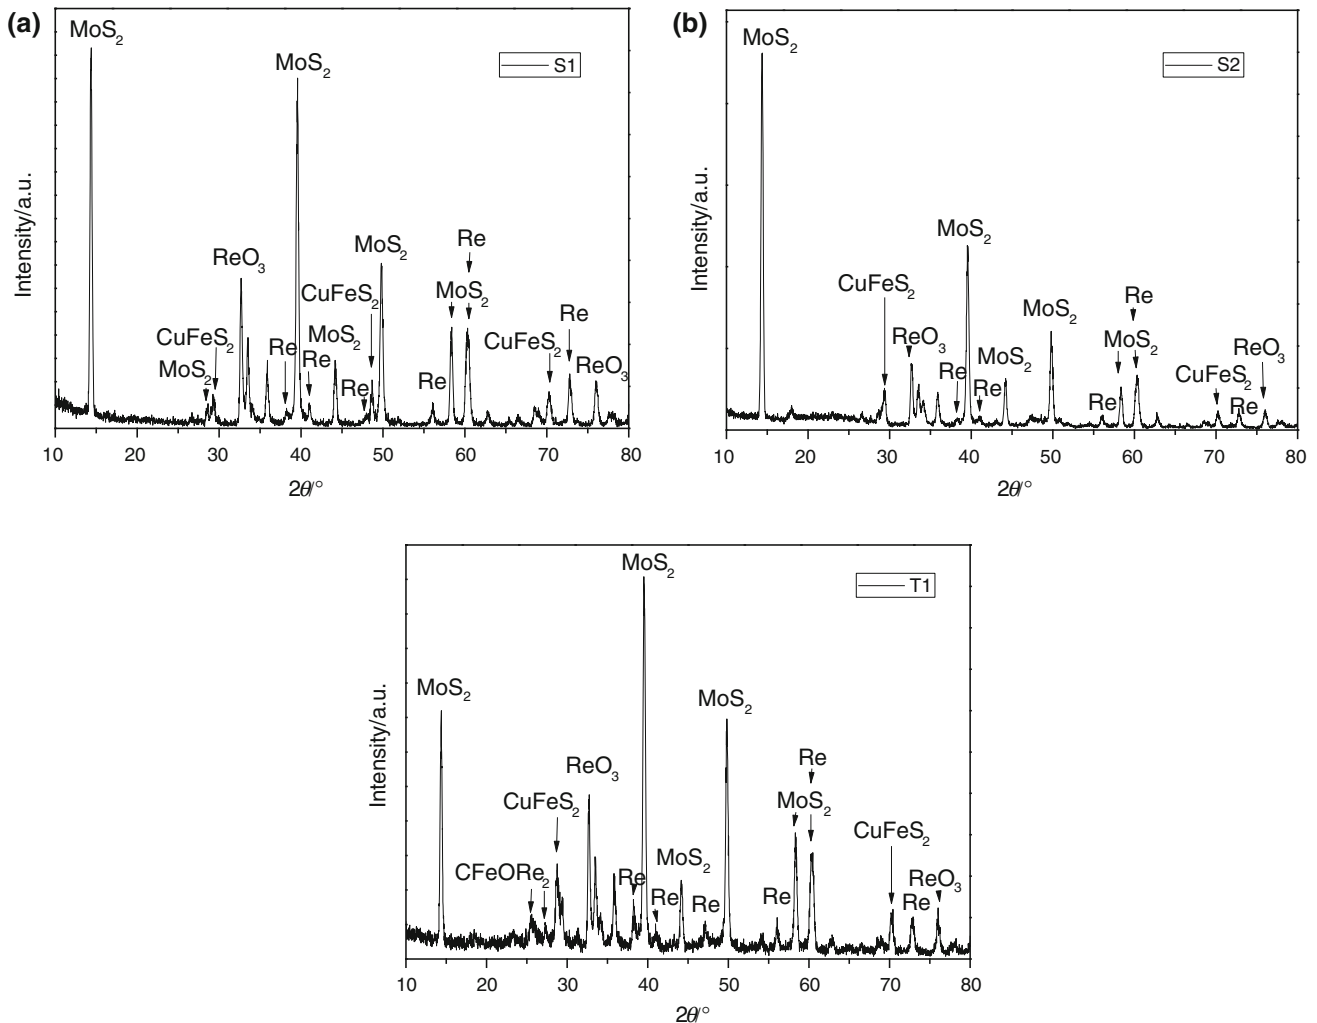 (a)
MoS2
MoS2
S1
ReO3
Re
MoS2
CuFeS2
MoS2
Re
CuFeS2
MoS2
Re
Re
MoS2
CuFeS2
ReO3
Re
Re
Intensity/a.u.
10 20 30 40 50 60 70 80
2θ/°
(b)
MoS2
S2
MoS2
CuFeS2
Re
MoS2
ReO3
MoS2
ReO3
MoS2
Re
CuFeS2
Re
Re
Re
Intensity/a.u.
10 20 30 40 50 60 70 80
2θ/°
MoS2
T1
MoS2
MoS2
ReO3
Re
CuFeS2
MoS2
CuFeS2
MoS2
CFeORe2
Re
ReO3
Re
Re
Re
Re
Intensity/a.u.
10 20 30 40 50 60 70 80
2θ/°